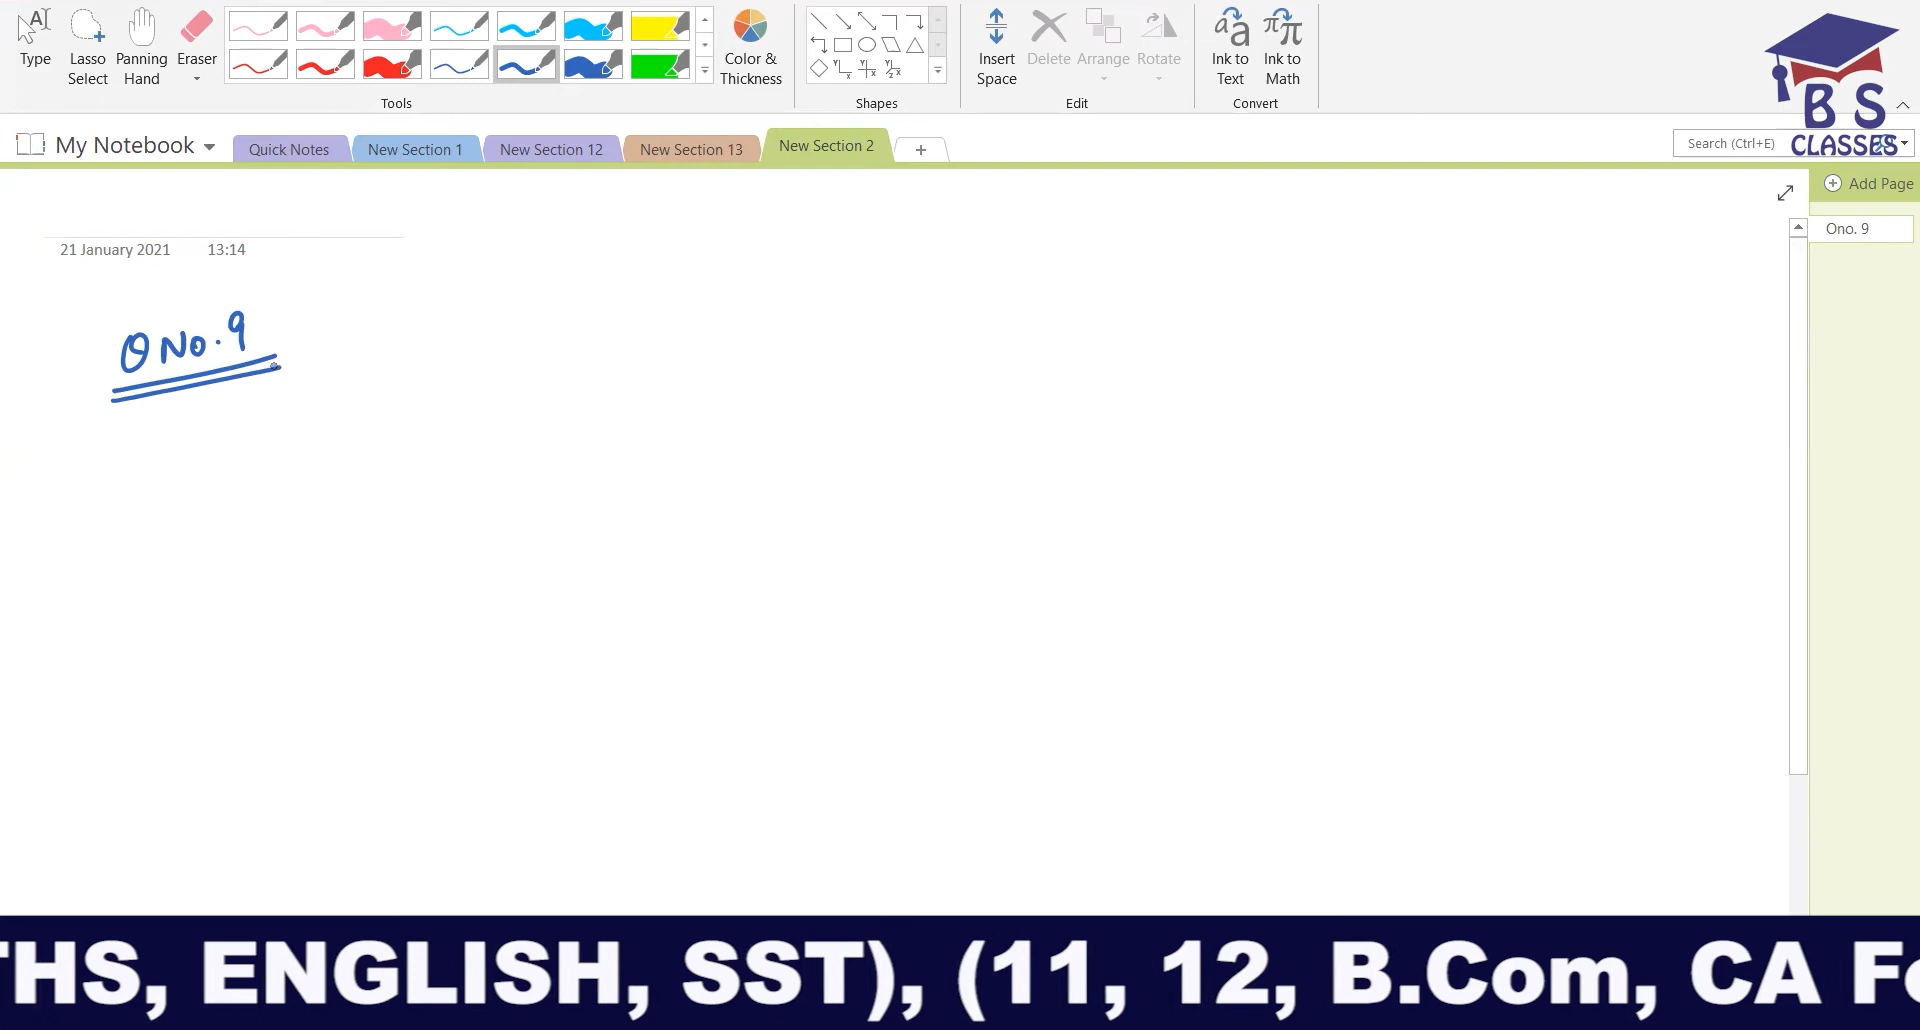 Type
Lasso Select
Panning Hand
Eraser
Color & Thickness
Insert Space
Delete
Arrange
Rotate
Ink to Text
Ink to Math
Tools
Shapes
Edit
Convert
B S
CLASSES
My Notebook
Quick Notes
New Section 1
New Section 12
New Section 13
New Section 2
Search (Ctrl+E)
Add Page
Ono. 9
21 January 2021 13:14
Q No. 9
THS, ENGLISH, SST), (11, 12, B.Com, CA Fo